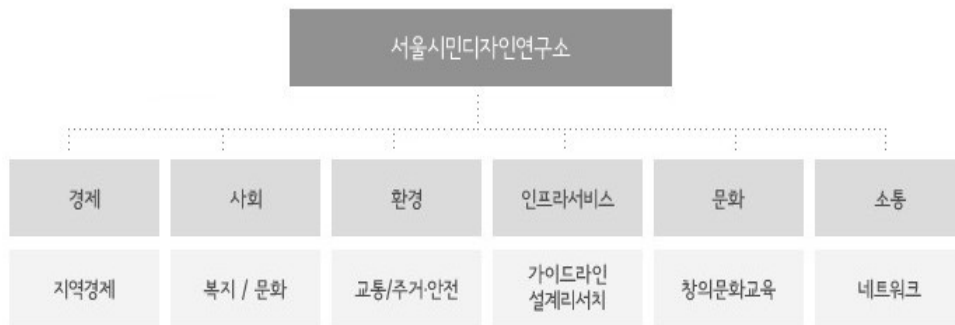 서울시민디자인연구소
경제
사회
환경
인프라서비스
문화
소통
지역경제
복지 / 문화
교통/주거·안전
가이드라인
설계리서치
창의문화교육
네트워크